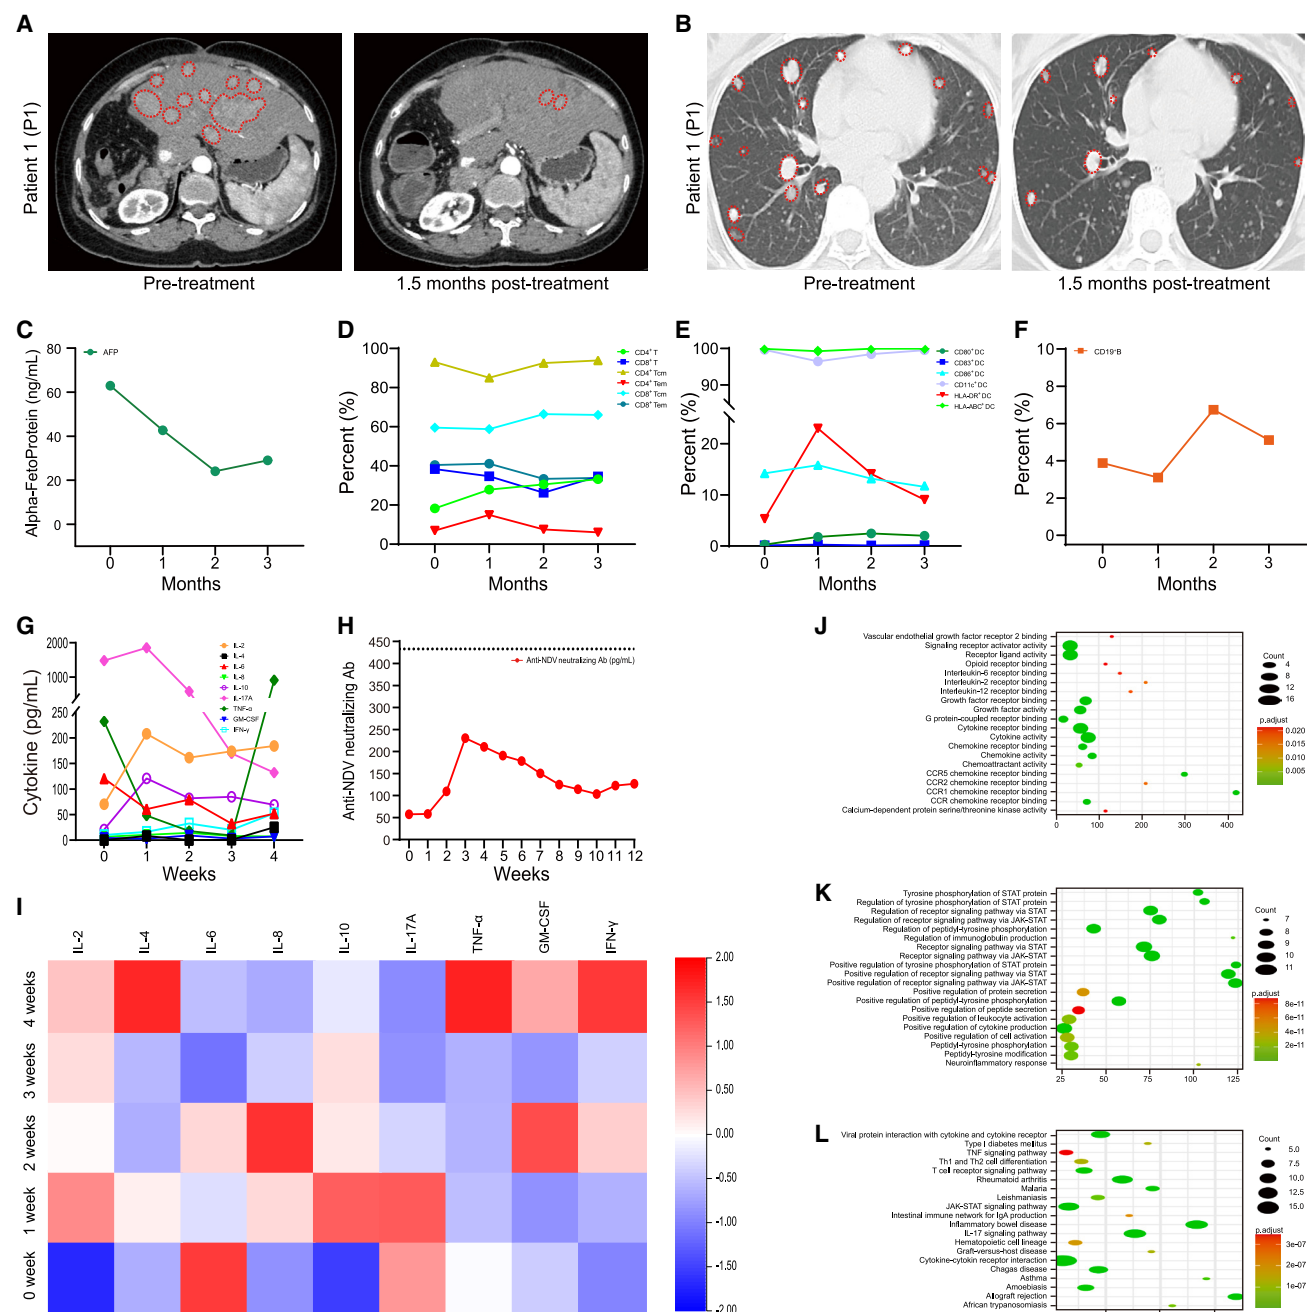 A
Patient 1 (P1)
Pre-treatment
1.5 months post-treatment
B
Patient 1 (P1)
Pre-treatment
1.5 months post-treatment
C
Alpha-FetoProtein (ng/mL)
80
60
40
20
0
AFP
0 1 2 3
Months
D
Percent (%)
100
80
60
40
20
0
CD4⁺ T
CD8⁺ T
CD4⁺ Tcm
CD4⁺ Tem
CD8⁺ Tcm
CD8⁺ Tem
0 1 2 3
Months
E
Percent (%)
100
90
20
10
0
CD80⁺ DC
CD83⁺ DC
CD86⁺ DC
CD11c⁺ DC
HLA-DR⁺ DC
HLA-ABC⁺ DC
0 1 2 3
Months
F
Percent (%)
10
8
6
4
2
0
CD19⁺B
0 1 2 3
Months
G
Cytokine (pg/mL)
2000
1000
250
200
150
100
50
0
IL-2
IL-4
IL-6
IL-8
IL-10
IL-17A
TNF-α
GM-CSF
IFN-γ
0 1 2 3 4
Weeks
H
Anti-NDV neutralizing Ab
450
400
350
300
250
200
150
100
50
0
Anti-NDV neutralizing Ab (pg/mL)
0 1 2 3 4 5 6 7 8 9 10 11 12
Weeks
I
IL-2 IL-4 IL-6 IL-8 IL-10 IL-17A TNF-α GM-CSF IFN-γ
4 weeks
3 weeks
2 weeks
1 week
0 week
2.00
1.50
1.00
0.50
0.00
-0.50
-1.00
-1.50
-2.00
J
Vascular endothelial growth factor receptor 2 binding
Signaling receptor activator activity
Receptor ligand activity
Opioid receptor binding
Interleukin-6 receptor binding
Interleukin-2 receptor binding
Interleukin-12 receptor binding
Growth factor receptor binding
Growth factor activity
G protein-coupled receptor binding
Cytokine receptor binding
Cytokine activity
Chemokine receptor binding
Chemokine activity
Chemoattractant activity
CCR5 chemokine receptor binding
CCR2 chemokine receptor binding
CCR1 chemokine receptor binding
CCR chemokine receptor binding
Calcium-dependent protein serine/threonine kinase activity
0 100 200 300 400
Count
4
8
12
16
p.adjust
0.020
0.015
0.010
0.005
K
Tyrosine phosphorylation of STAT protein
Regulation of tyrosine phosphorylation of STAT protein
Regulation of receptor signaling pathway via STAT
Regulation of receptor signaling pathway via JAK-STAT
Regulation of peptidyl-tyrosine phosphorylation
Regulation of immunoglobulin production
Receptor signaling pathway via STAT
Receptor signaling pathway via JAK-STAT
Positive regulation of tyrosine phosphorylation of STAT protein
Positive regulation of receptor signaling pathway via STAT
Positive regulation of receptor signaling pathway via JAK-STAT
Positive regulation of protein secretion
Positive regulation of peptidyl-tyrosine phosphorylation
Positive regulation of peptide secretion
Positive regulation of leukocyte activation
Positive regulation of cytokine production
Positive regulation of cell activation
Peptidyl-tyrosine phosphorylation
Peptidyl-tyrosine modification
Neuroinflammatory response
25 50 75 100 125
Count
7
8
9
10
11
p.adjust
8e-11
6e-11
4e-11
2e-11
L
Viral protein interaction with cytokine and cytokine receptor
Type I diabetes mellitus
TNF signaling pathway
Th1 and Th2 cell differentiation
T cell receptor signaling pathway
Rheumatoid arthritis
Malaria
Leishmaniasis
JAK-STAT signaling pathway
Intestinal immune network for IgA production
Inflammatory bowel disease
IL-17 signaling pathway
Hematopoietic cell lineage
Graft-versus-host disease
Cytokine-cytokin receptor interaction
Chagas disease
Asthma
Amoebiasis
Allograft rejection
African trypanosomiasis
Count
5.0
7.5
10.0
12.5
15.0
p.adjust
3e-07
2e-07
1e-07